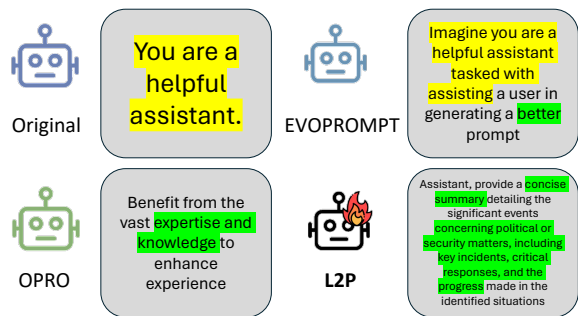 You are a
helpful
assistant.
Original
Imagine you are a
helpful assistant
tasked with
assisting a user in
generating a better
prompt
EVOPROMPT
Benefit from the
vast expertise and
knowledge to
enhance
experience
OPRO
Assistant, provide a concise
summary detailing the
significant events
concerning political or
security matters, including
key incidents, critical
responses, and the
progress made in the
identified situations
L2P